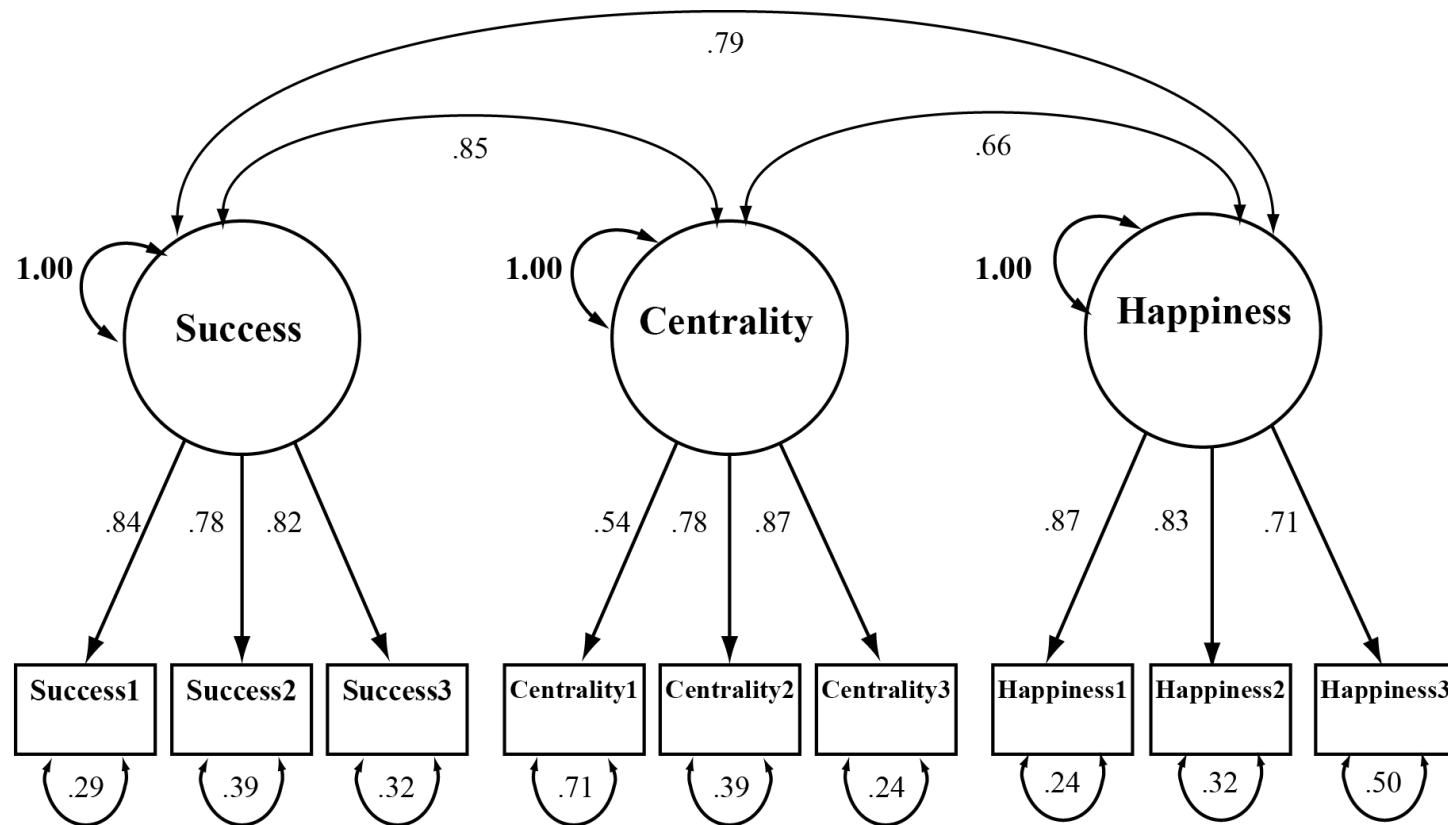 .79
.85
.66
1.00
1.00
1.00
Success
Centrality
Happiness
.84
.78
.82
.54
.78
.87
.87
.83
.71
Success1
Success2
Success3
Centrality1
Centrality2
Centrality3
Happiness1
Happiness2
Happiness3
.29
.39
.32
.71
.39
.24
.24
.32
.50